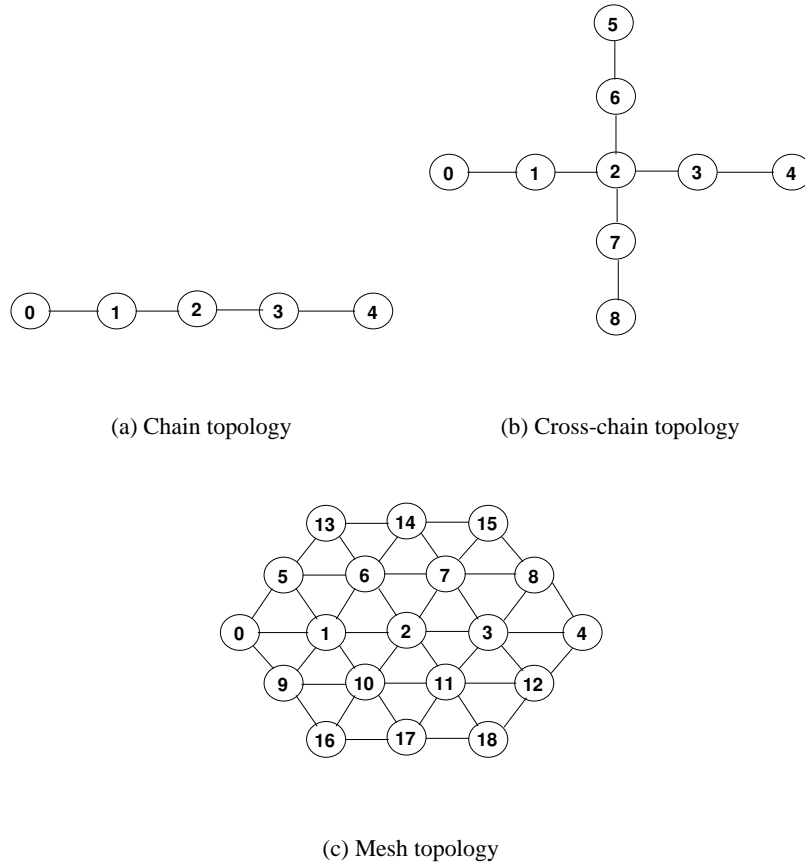 5
6
0 1 2 3 4
7
8
0 1 2 3 4
(a) Chain topology
(b) Cross-chain topology
13 14 15
5 6 7 8
0 1 2 3 4
9 10 11 12
16 17 18
(c) Mesh topology